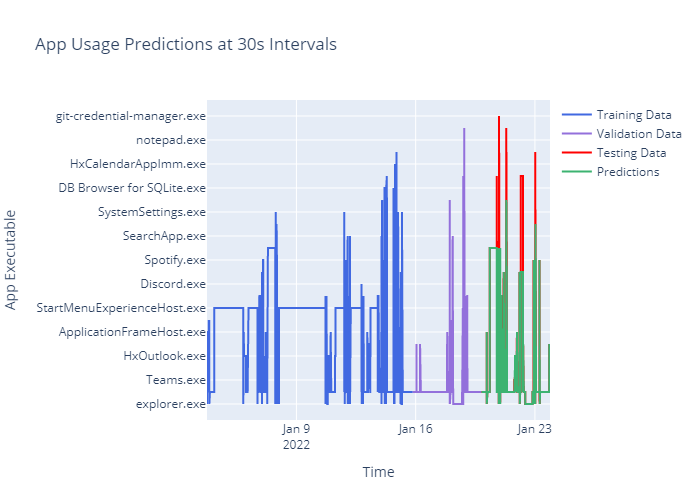 App Usage Predictions at 30s Intervals
git-credential-manager.exe
notepad.exe
HxCalendarAppImm.exe
DB Browser for SQLite.exe
SystemSettings.exe
SearchApp.exe
Spotify.exe
Discord.exe
StartMenuExperienceHost.exe
ApplicationFrameHost.exe
HxOutlook.exe
Teams.exe
explorer.exe
App Executable
Jan 9
2022
Jan 16
Jan 23
Time
Training Data
Validation Data
Testing Data
Predictions